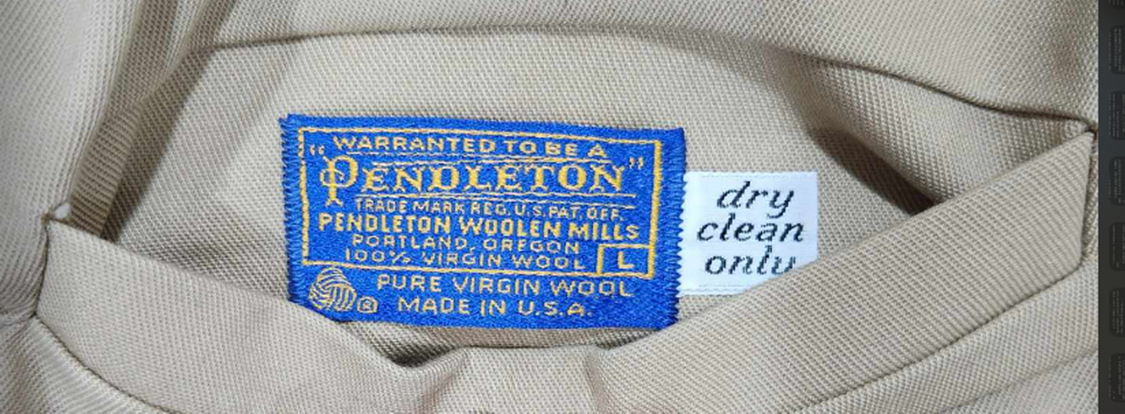 WARRANTED TO BE A
"PENDLETON"
TRADE MARK REG. U.S. PAT. OFF.
PENDLETON WOOLEN MILLS
PORTLAND, OREGON
100% VIRGIN WOOL L
PURE VIRGIN WOOL
® MADE IN U.S.A.
dry
clean
only